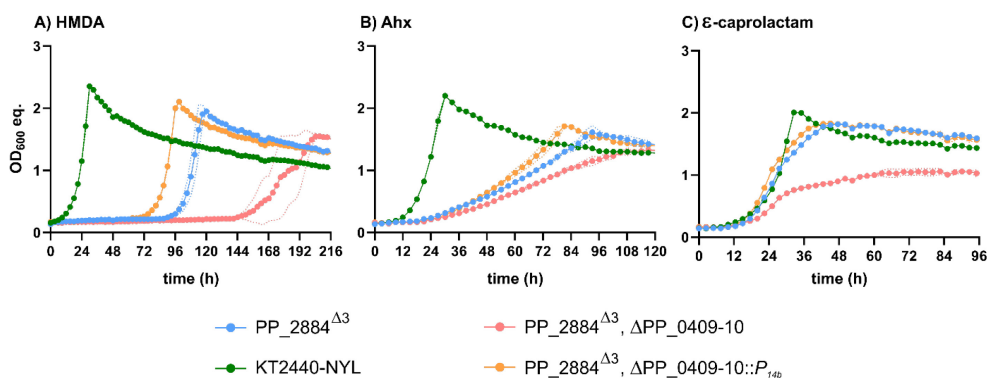 A) HMDA
B) Ahx
C) Ɛ-caprolactam
OD600 eq.
3
2
1
0
0 24 48 72 96 120 144 168 192 216
time (h)
3
2
1
0
0 12 24 36 48 60 72 84 96 108 120
time (h)
3
2
1
0
0 12 24 36 48 60 72 84 96
time (h)
PP_2884Δ3
PP_2884Δ3, ΔPP_0409-10
KT2440-NYL
PP_2884Δ3, ΔPP_0409-10::P14b